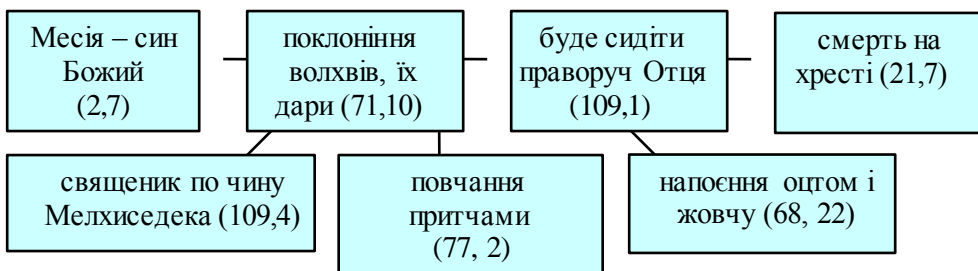 Месія – син
Божий
(2,7)
поклоніння
волхвів, їх
дари (71,10)
буде сидіти
праворуч Отця
(109,1)
смерть на
хресті (21,7)
священик по чину
Мелхиседека (109,4)
повчання
притчами
(77, 2)
напоєння оцтом і
жовчу (68, 22)